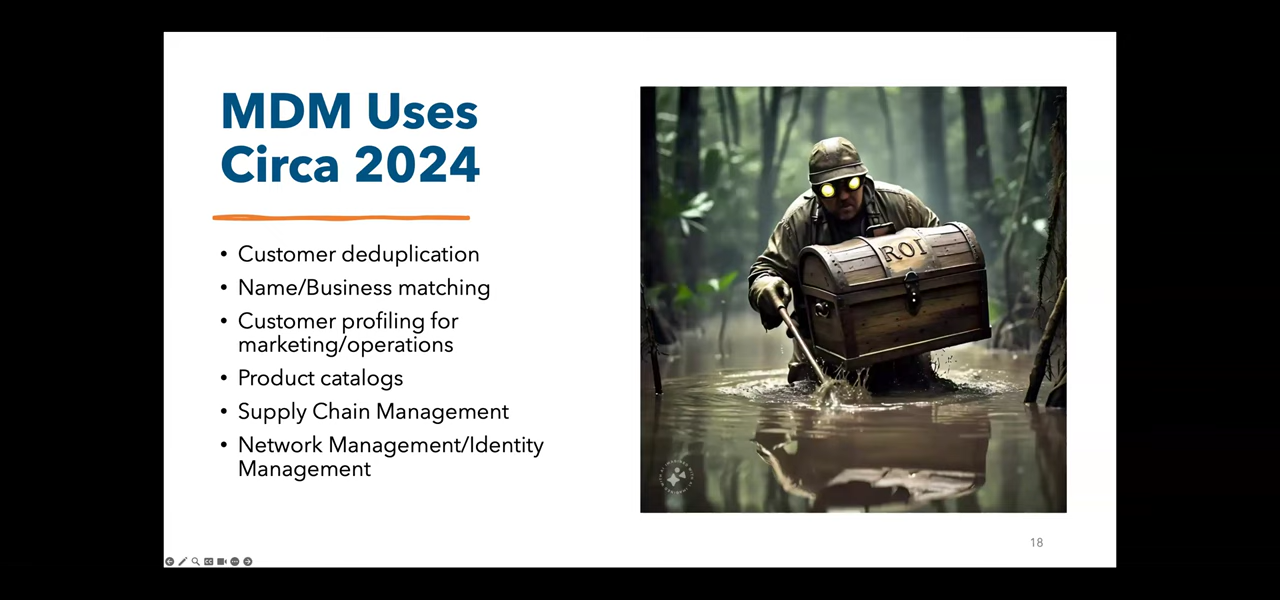 MDM Uses
Circa 2024
• Customer deduplication
• Name/Business matching
• Customer profiling for
marketing/operations
• Product catalogs
• Supply Chain Management
• Network Management/Identity
Management
ROI
18